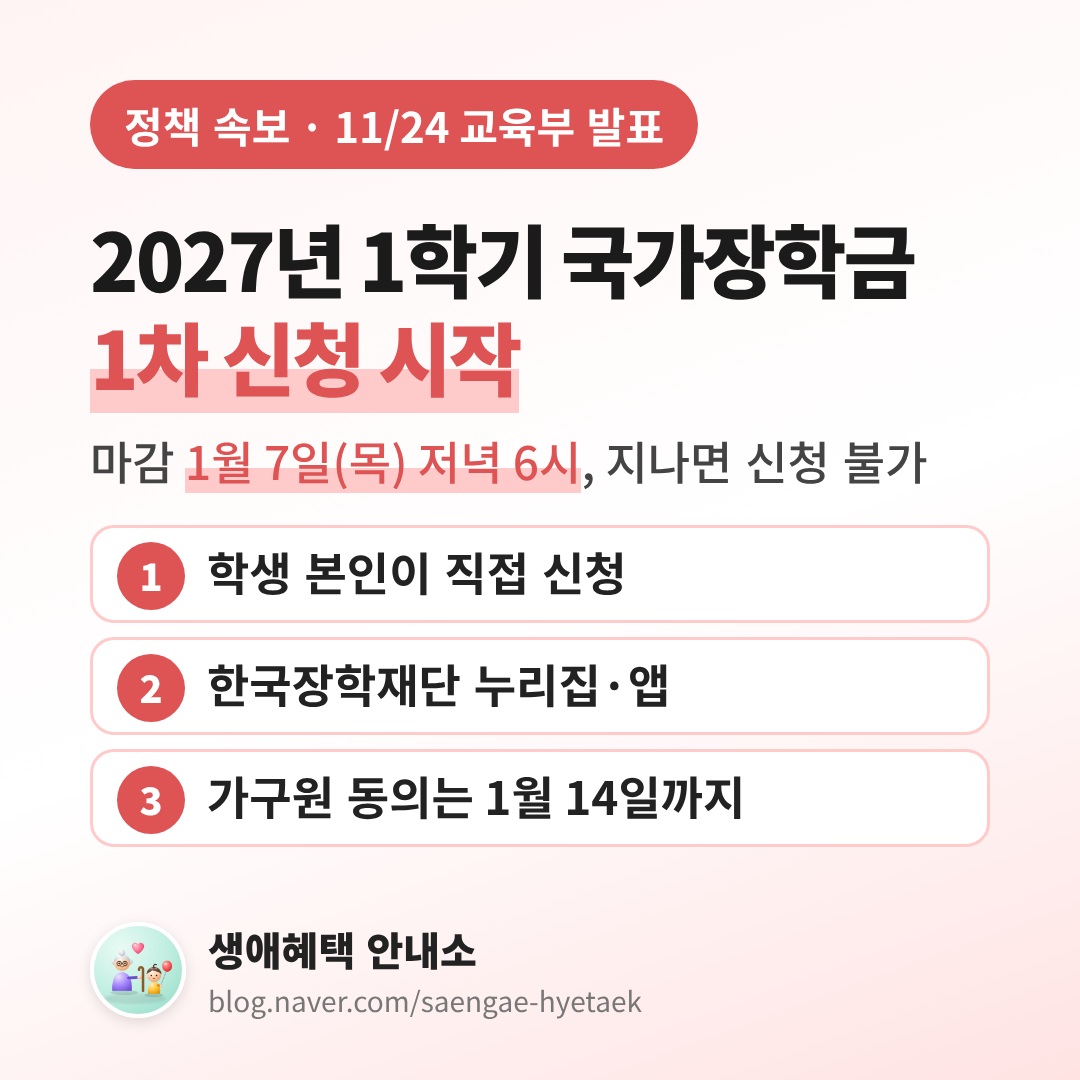 정책 속보 · 11/24 교육부 발표
2027년 1학기 국가장학금
1차 신청 시작
마감 1월 7일(목) 저녁 6시, 지나면 신청 불가
1 학생 본인이 직접 신청
2 한국장학재단 누리집·앱
3 가구원 동의는 1월 14일까지
생애혜택 안내소
blog.naver.com/saengae-hyetaek